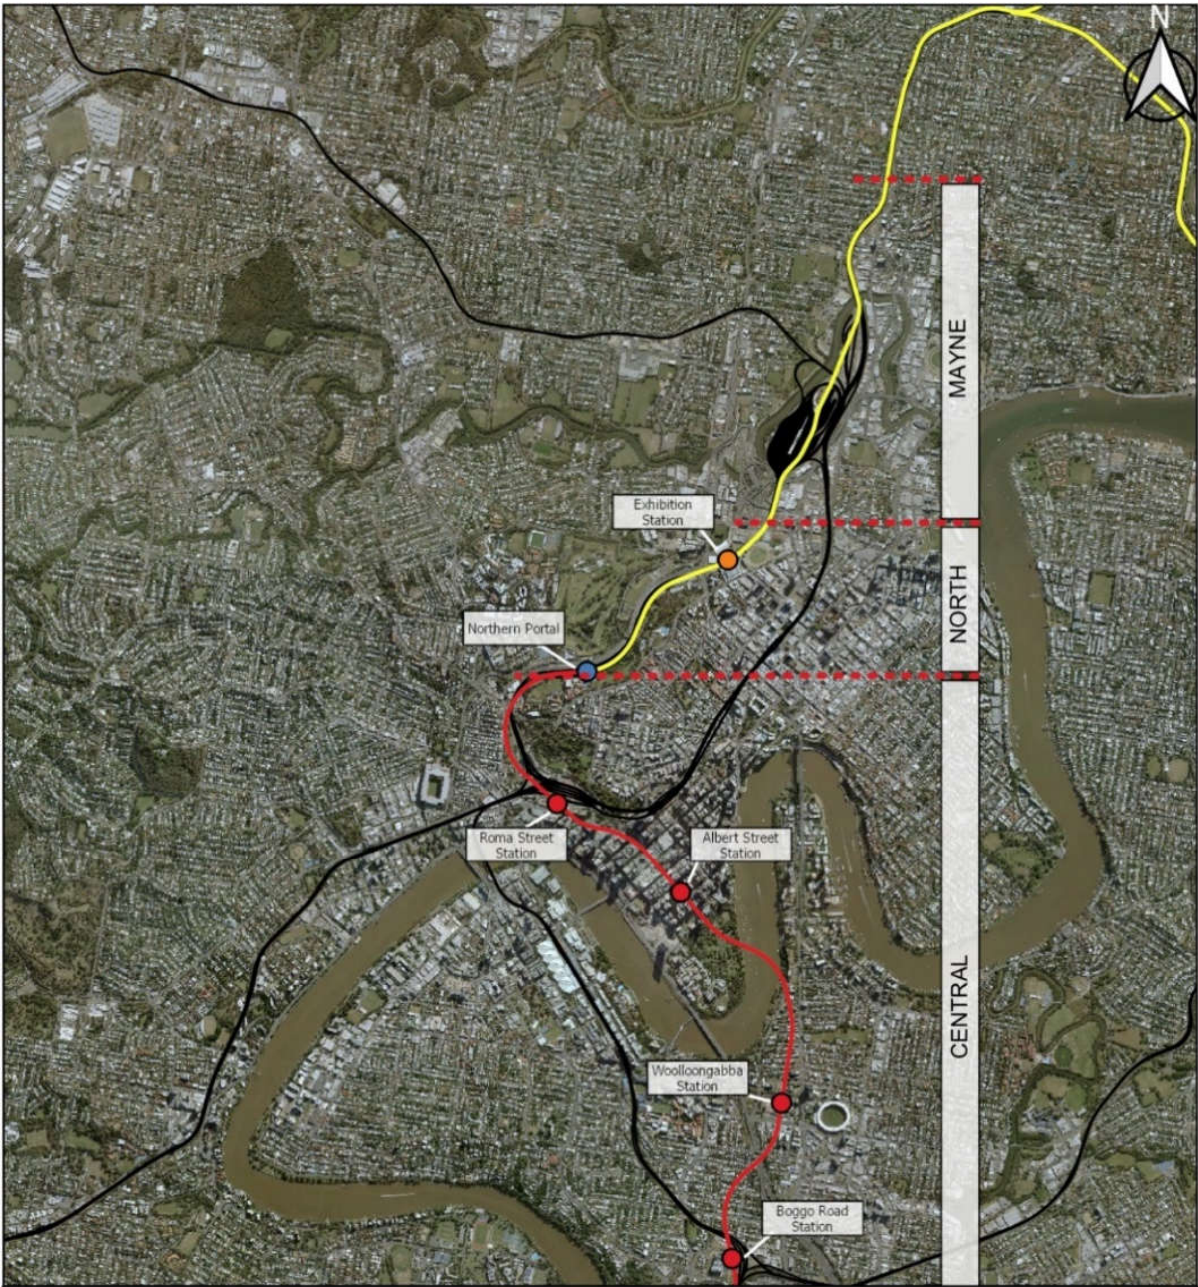 N
MAYNE
Exhibition
Station
NORTH
Northern Portal
Roma Street
Station
Albert Street
Station
CENTRAL
Woolloongabba
Station
Boggo Road
Station